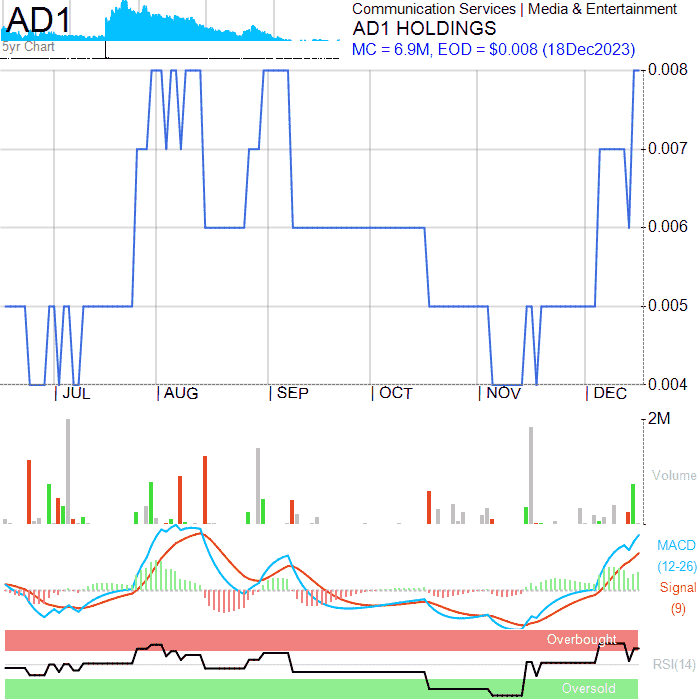 AD1
5yr Chart
Communication Services | Media & Entertainment
AD1 HOLDINGS
MC = 6.9M, EOD = $0.008 (18Dec2023)
0.008
0.007
0.006
0.005
0.004
JUL
AUG
SEP
OCT
NOV
DEC
2M
Volume
MACD
(12-26)
Signal
(9)
Overbought
RSI(14)
Oversold